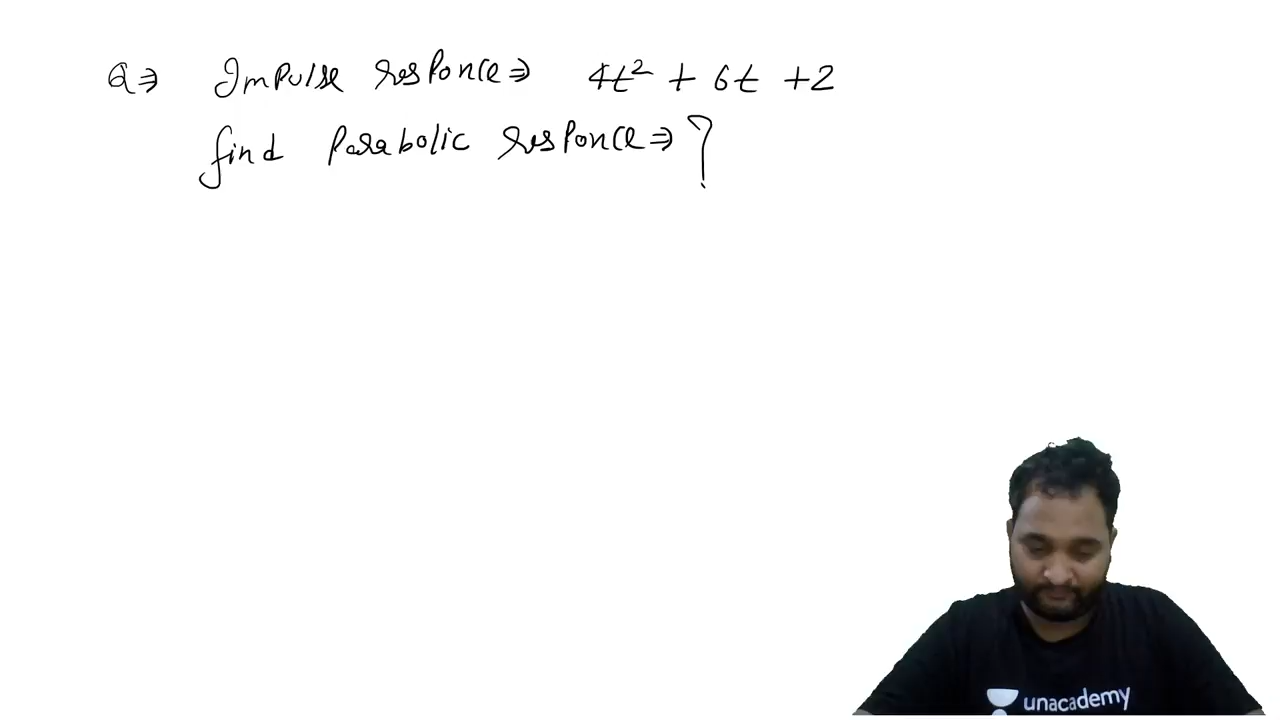 Q⇒ Impulse responce⇒ 4t² + 6t + 2
find Parabolic responce⇒ ?
unacademy